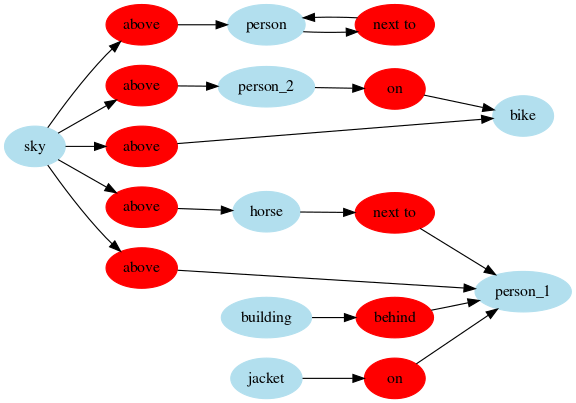 above
person
next to
above
person_2
on
bike
sky
above
above
horse
next to
above
person_1
building
behind
jacket
on